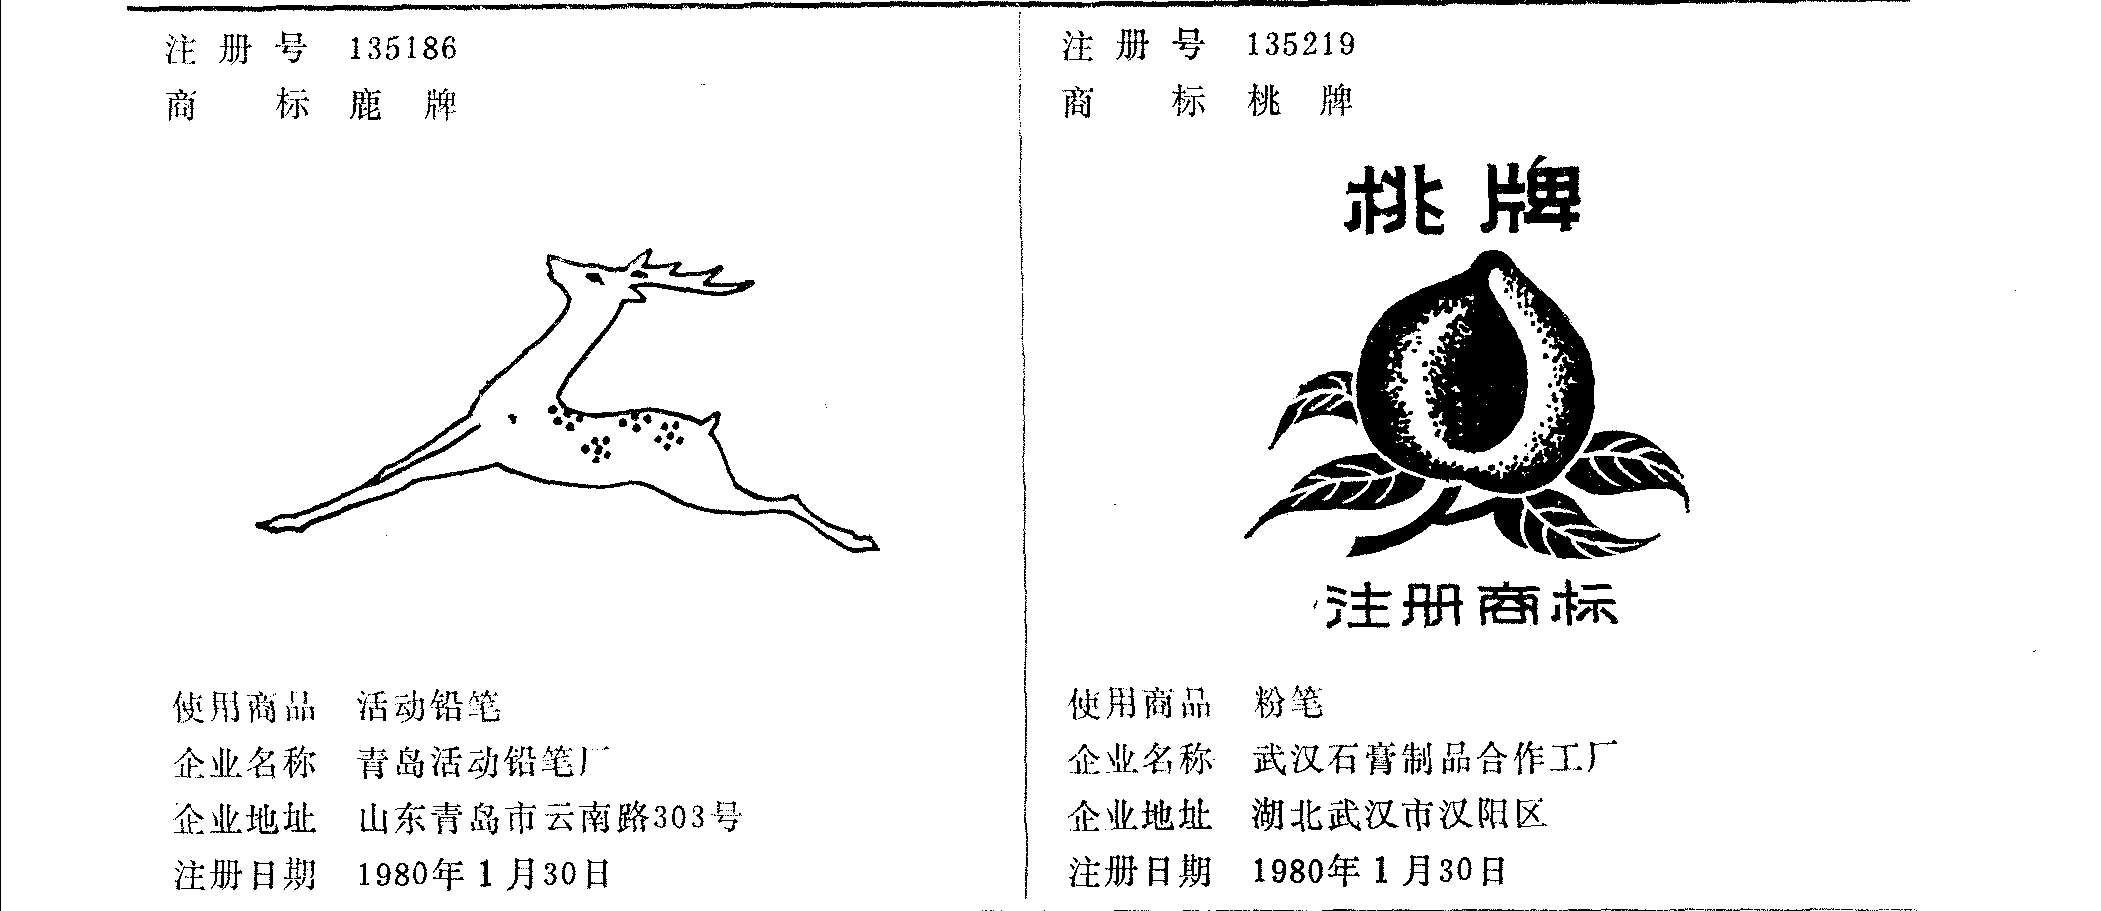 注册号 135186
商标 鹿牌
使用商品 活动铅笔
企业名称 青岛活动铅笔厂
企业地址 山东青岛市云南路303号
注册日期 1980年1月30日
注册号 135219
商标 桃牌
桃牌
注册商标
使用商品 粉笔
企业名称 武汉石膏制品合作工厂
企业地址 湖北武汉市汉阳区
注册日期 1980年1月30日